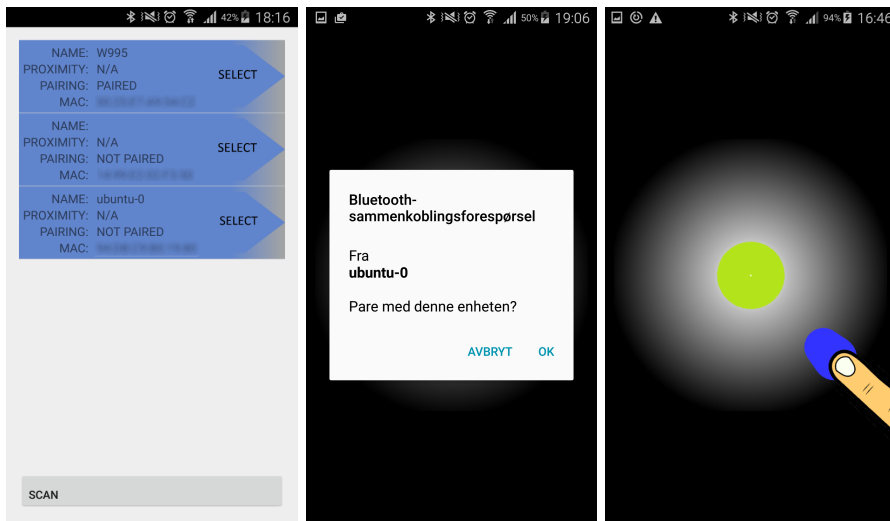 42% 18:16
NAME: W995
PROXIMITY: N/A
PAIRING: PAIRED
MAC:
SELECT
NAME:
PROXIMITY: N/A
PAIRING: NOT PAIRED
MAC:
SELECT
NAME: ubuntu-0
PROXIMITY: N/A
PAIRING: NOT PAIRED
MAC:
SELECT
SCAN
50% 19:06
Bluetooth-
sammenkoblingsforespørsel
Fra
ubuntu-0
Pare med denne enheten?
AVBRYT OK
94% 16:46